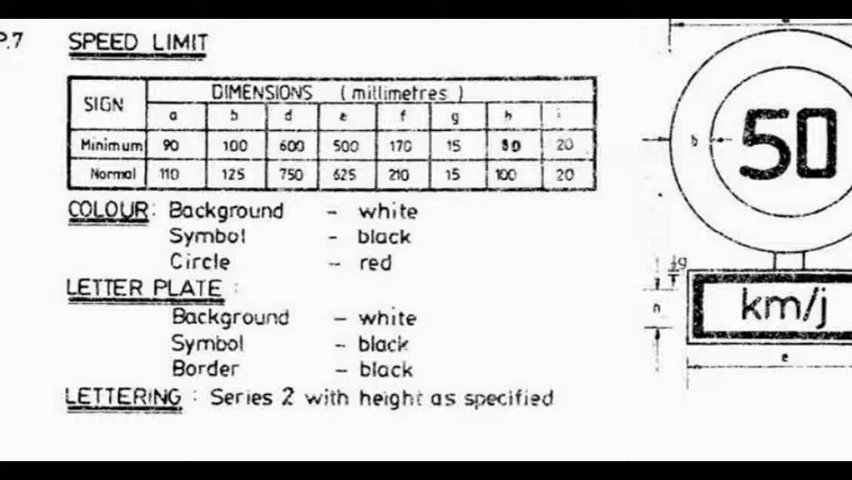 P.7 SPEED LIMIT
SIGN DIMENSIONS (millimetres)
a b d e f g h i
Minimum 90 100 600 500 170 15 80 20
Normal 110 125 750 625 210 15 100 20
COLOUR: Background - white
Symbol - black
Circle - red
LETTER PLATE :
Background - white
Symbol - black
Border - black
LETTERING : Series 2 with height as specified
b
50
g
h
km/j
e